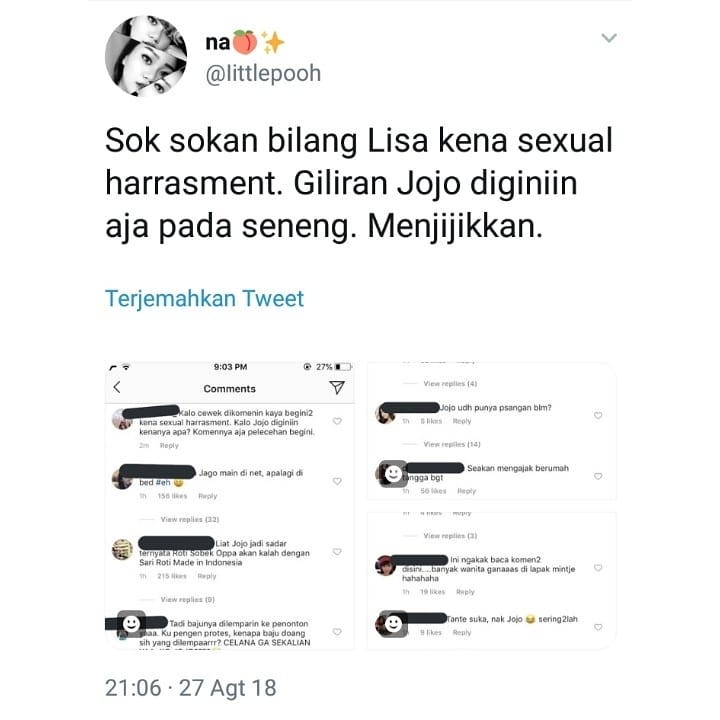 na🍑✨
@littlepooh
Sok sokan bilang Lisa kena sexual
harrasment. Giliran Jojo diginiin
aja pada seneng. Menjijikkan.
Terjemahkan Tweet
9:03 PM
27%
Comments
Kalo cewek dikomenin kaya begini2
kena sexual harrasment. Kalo Jojo diginiin
kenanya apa? Komennya aja pelecehan begini.
2m Reply
Jago main di net, apalagi di
bed #eh
1h 156 likes Reply
View replies (32)
Liat Jojo jadi sadar
ternyata Roti Sobek Oppa akan kalah dengan
Sari Roti Made in Indonesia
1h 215 likes Reply
View replies (9)
Tadi bajunya dilemparin ke penonton
Ku pengen protes, kenapa baju doang
sih yang dilempaarrr? CELANA GA SEKALIAN
View replies (4)
Jojo udh punya psangan blm?
1h 5 likes Reply
View replies (14)
Seakan mengajak berumah
tangga bgt
1h 56 likes Reply
View replies (3)
Ini ngakak baca komen2
disini....banyak wanita ganaaas di lapak mintje
hahahaha
1h 19 likes Reply
Tante suka, nak Jojo 😂 sering2lah
9 likes Reply
21:06 · 27 Agt 18